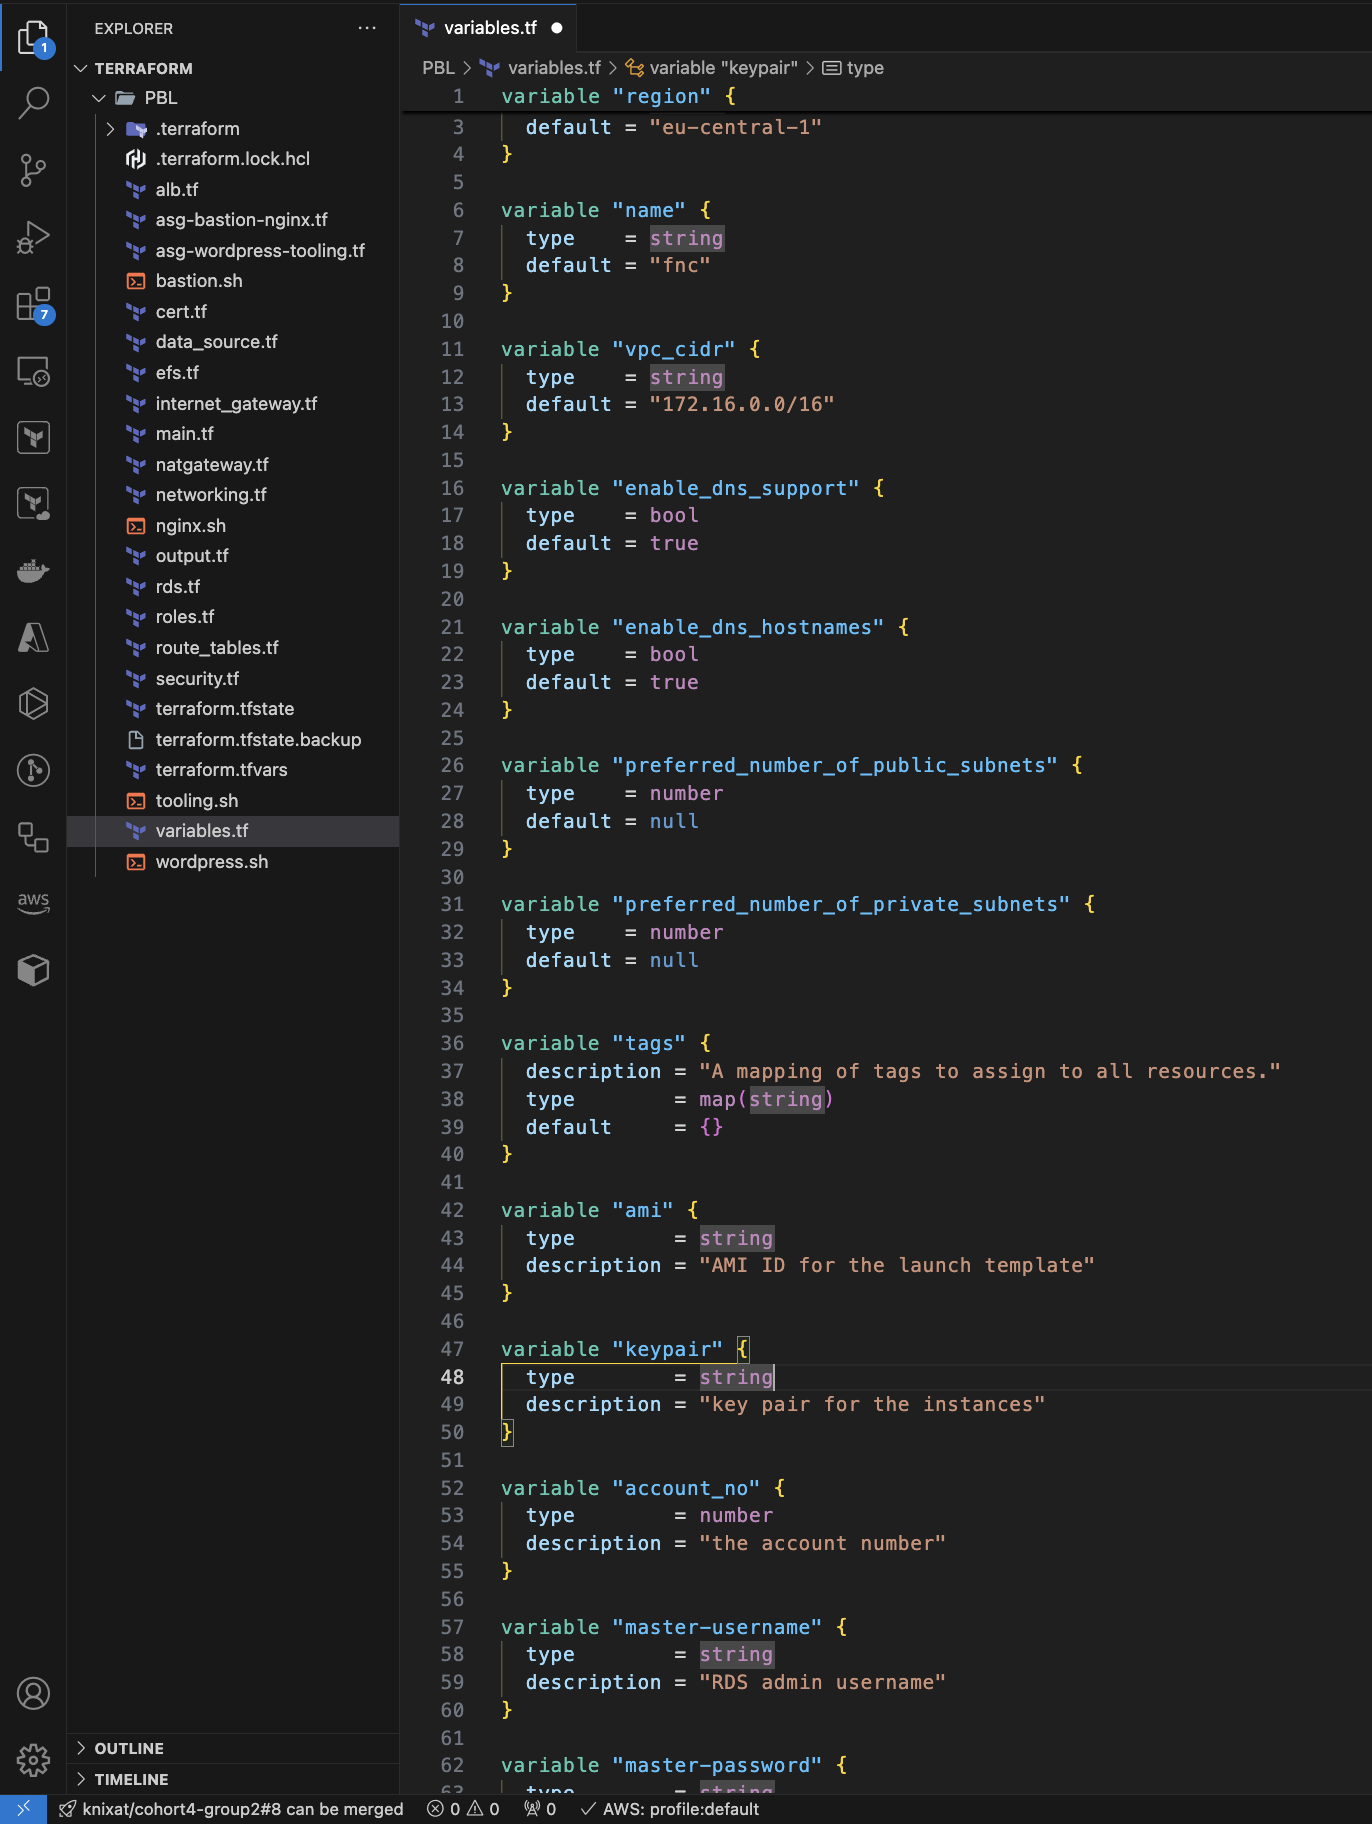 EXPLORER
TERRAFORM
PBL
.terraform
.terraform.lock.hcl
alb.tf
asg-bastion-nginx.tf
asg-wordpress-tooling.tf
bastion.sh
cert.tf
data_source.tf
efs.tf
internet_gateway.tf
main.tf
natgateway.tf
networking.tf
nginx.sh
output.tf
rds.tf
roles.tf
route_tables.tf
security.tf
terraform.tfstate
terraform.tfstate.backup
terraform.tfvars
tooling.sh
variables.tf
wordpress.sh
OUTLINE
TIMELINE
1
7
aws
variables.tf
PBL > variables.tf > variable "keypair" > type
1 variable "region" {
3 default = "eu-central-1"
4 }
5
6 variable "name" {
7 type = string
8 default = "fnc"
9 }
10
11 variable "vpc_cidr" {
12 type = string
13 default = "172.16.0.0/16"
14 }
15
16 variable "enable_dns_support" {
17 type = bool
18 default = true
19 }
20
21 variable "enable_dns_hostnames" {
22 type = bool
23 default = true
24 }
25
26 variable "preferred_number_of_public_subnets" {
27 type = number
28 default = null
29 }
30
31 variable "preferred_number_of_private_subnets" {
32 type = number
33 default = null
34 }
35
36 variable "tags" {
37 description = "A mapping of tags to assign to all resources."
38 type = map(string)
39 default = {}
40 }
41
42 variable "ami" {
43 type = string
44 description = "AMI ID for the launch template"
45 }
46
47 variable "keypair" {
48 type = string
49 description = "key pair for the instances"
50 }
51
52 variable "account_no" {
53 type = number
54 description = "the account number"
55 }
56
57 variable "master-username" {
58 type = string
59 description = "RDS admin username"
60 }
61
62 variable "master-password" {
63 type = string
knixat/cohort4-group2#8 can be merged 0 0 0 AWS: profile:default